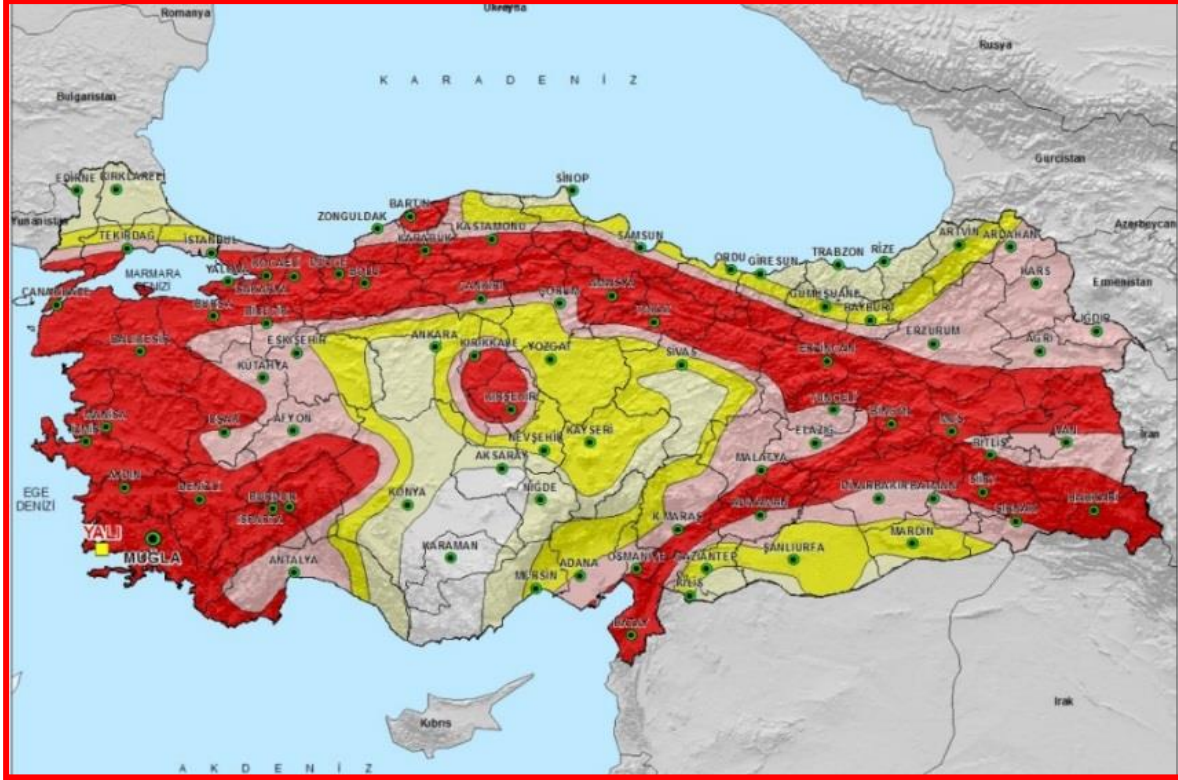 Romanya
Ukrayna
Rusya
K A R A D E N İ Z
Bulgaristan
Gürcistan
EDİRNE
KIRKLARELİ
SİNOP
Yunanistan
BARTIN
ZONGULDAK
KASTAMONU
Azerbeycan
TEKİRDAĞ
İSTANBUL
KARABÜK
SAMSUN
ARTVİN
ARDAHAN
TRABZON
RİZE
ORDU
GİRESUN
MARMARA
DENİZİ
YALOVA
KOCAELİ
DÜZCE
BOLU
SAKARYA
KARS
Ermenistan
ÇANAKKALE
BURSA
BİLECİK
ÇANKIRI
ÇORUM
AMASYA
TOKAT
GÜMÜŞHANE
BAYBURT
IĞDIR
ERZURUM
AĞRI
BALIKESİR
ESKİŞEHİR
ANKARA
KIRIKKALE
YOZGAT
SİVAS
ERZİNCAN
KÜTAHYA
KIRŞEHİR
TUNCELİ
BİNGÖL
MUŞ
MANİSA
İZMİR
UŞAK
AFYON
NEVŞEHİR
KAYSERİ
ELAZIĞ
VAN
İran
BİTLİS
AKSARAY
MALATYA
EGE
DENİZİ
AYDIN
DENİZLİ
BURDUR
ISPARTA
KONYA
NİĞDE
ADIYAMAN
DİYARBAKIR
BATMAN
SİİRT
HAKKARİ
ŞIRNAK
YALI
MUĞLA
K.MARAŞ
MARDİN
ANTALYA
KARAMAN
MERSİN
ADANA
OSMANİYE
GAZİANTEP
ŞANLIURFA
KİLİS
HATAY
Irak
Kıbrıs
A K D E N İ Z